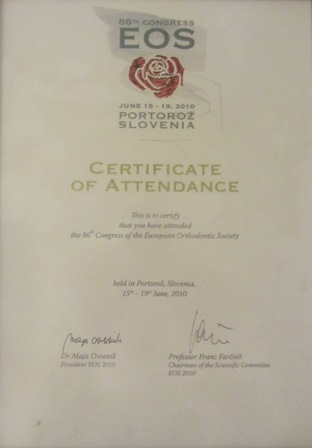 86TH CONGRESS
EOS
JUNE 15 - 19, 2010
PORTOROZ
SLOVENIA
CERTIFICATE
OF ATTENDANCE
This is to certify
that you have attended
the 86th Congress of the European Orthodontic Society
held in Portorož, Slovenia.
15th - 19th June, 2010
Dr Maja Ovsenik
President EOS 2010
Professor Franc Farčnik
Chairman of the Scientific Committee
EOS 2010